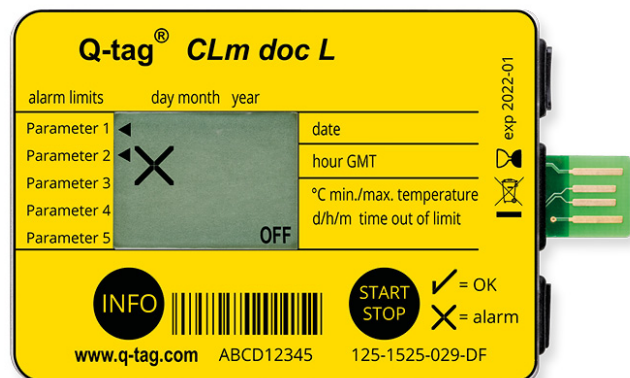 Q-tag® CLm doc L
alarm limits day month year
Parameter 1
Parameter 2
Parameter 3
Parameter 4
Parameter 5
OFF
date
hour GMT
°C min./max. temperature
d/h/m time out of limit
exp 2022-01
INFO
START
STOP
= OK
= alarm
www.q-tag.com ABCD12345 125-1525-029-DF